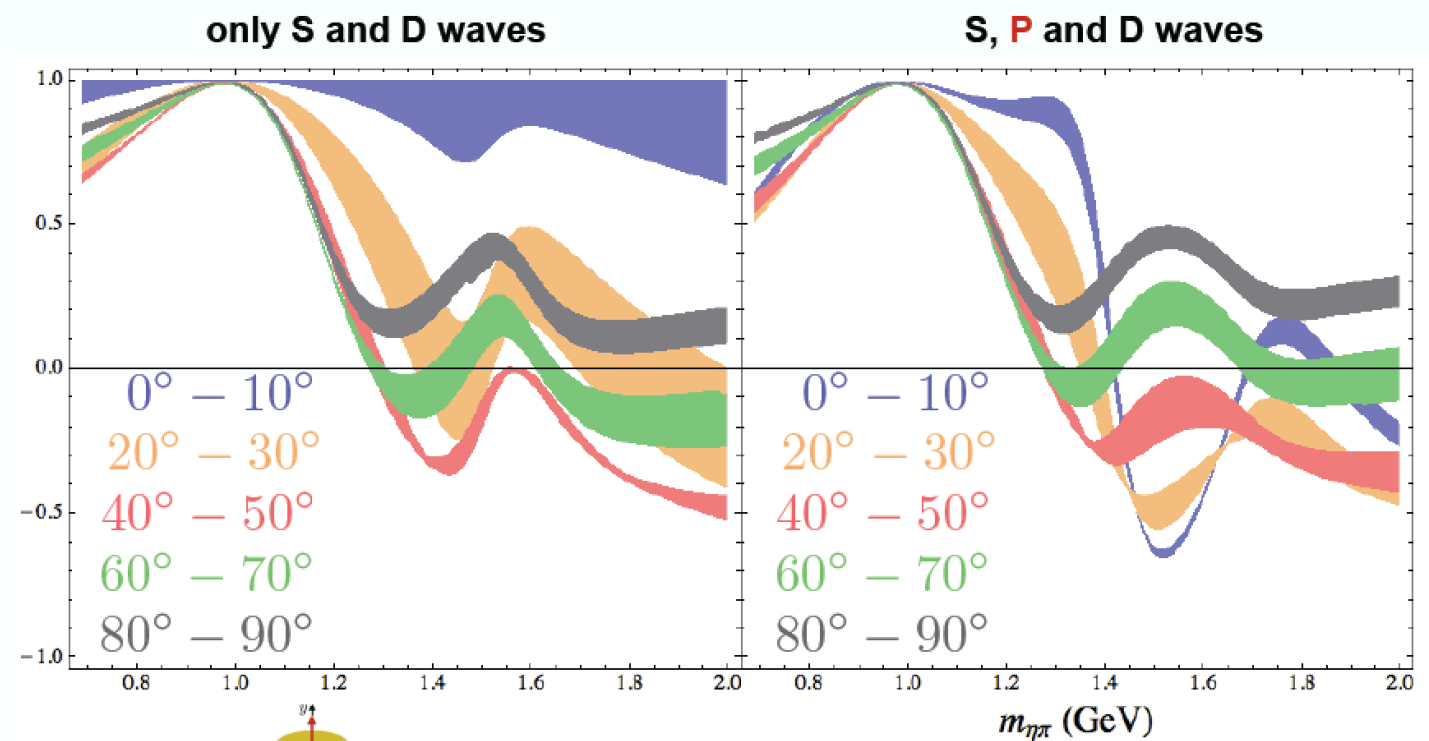 only S and D waves
S, P and D waves
1.0
0.5
0.0
−0.5
−1.0
0° − 10°
20° − 30°
40° − 50°
60° − 70°
80° − 90°
0° − 10°
20° − 30°
40° − 50°
60° − 70°
80° − 90°
0.8 1.0 1.2 1.4 1.6 1.8 2.0
0.8 1.0 1.2 1.4 1.6 1.8 2.0
mηπ (GeV)
y